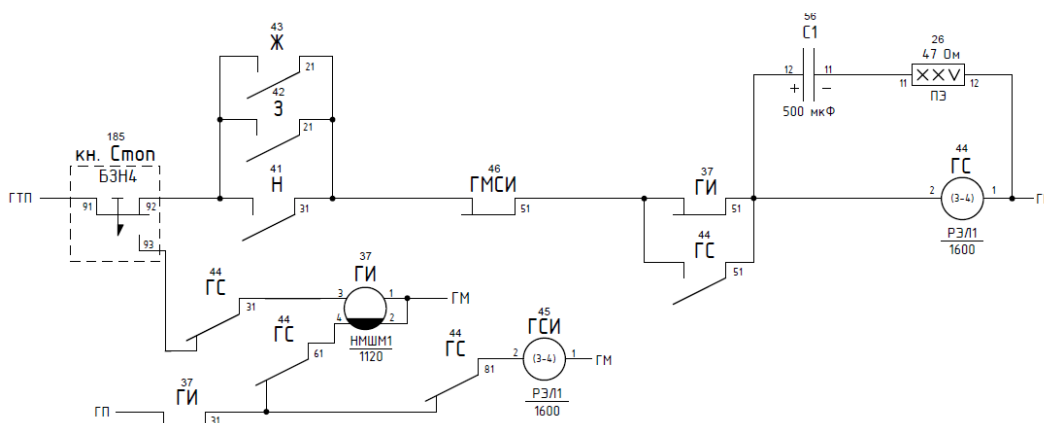 56
С1
43
Ж
26
47 Ом
21
12
11
11
12
42
З
+
−
ПЭ
500 мкФ
21
185
кн. Стоп
БЗН4
41
Н
46
ГМСИ
37
ГИ
44
ГС
ГТП
91
92
31
51
51
2
(3-4)
1
93
44
ГС
РЭЛ1
1600
51
44
ГС
37
ГИ
31
3
1
ГМ
4
2
45
ГСИ
44
ГС
44
ГС
61
НМШМ1
1120
81
2
(3-4)
1
ГМ
РЭЛ1
1600
37
ГИ
ГП
31